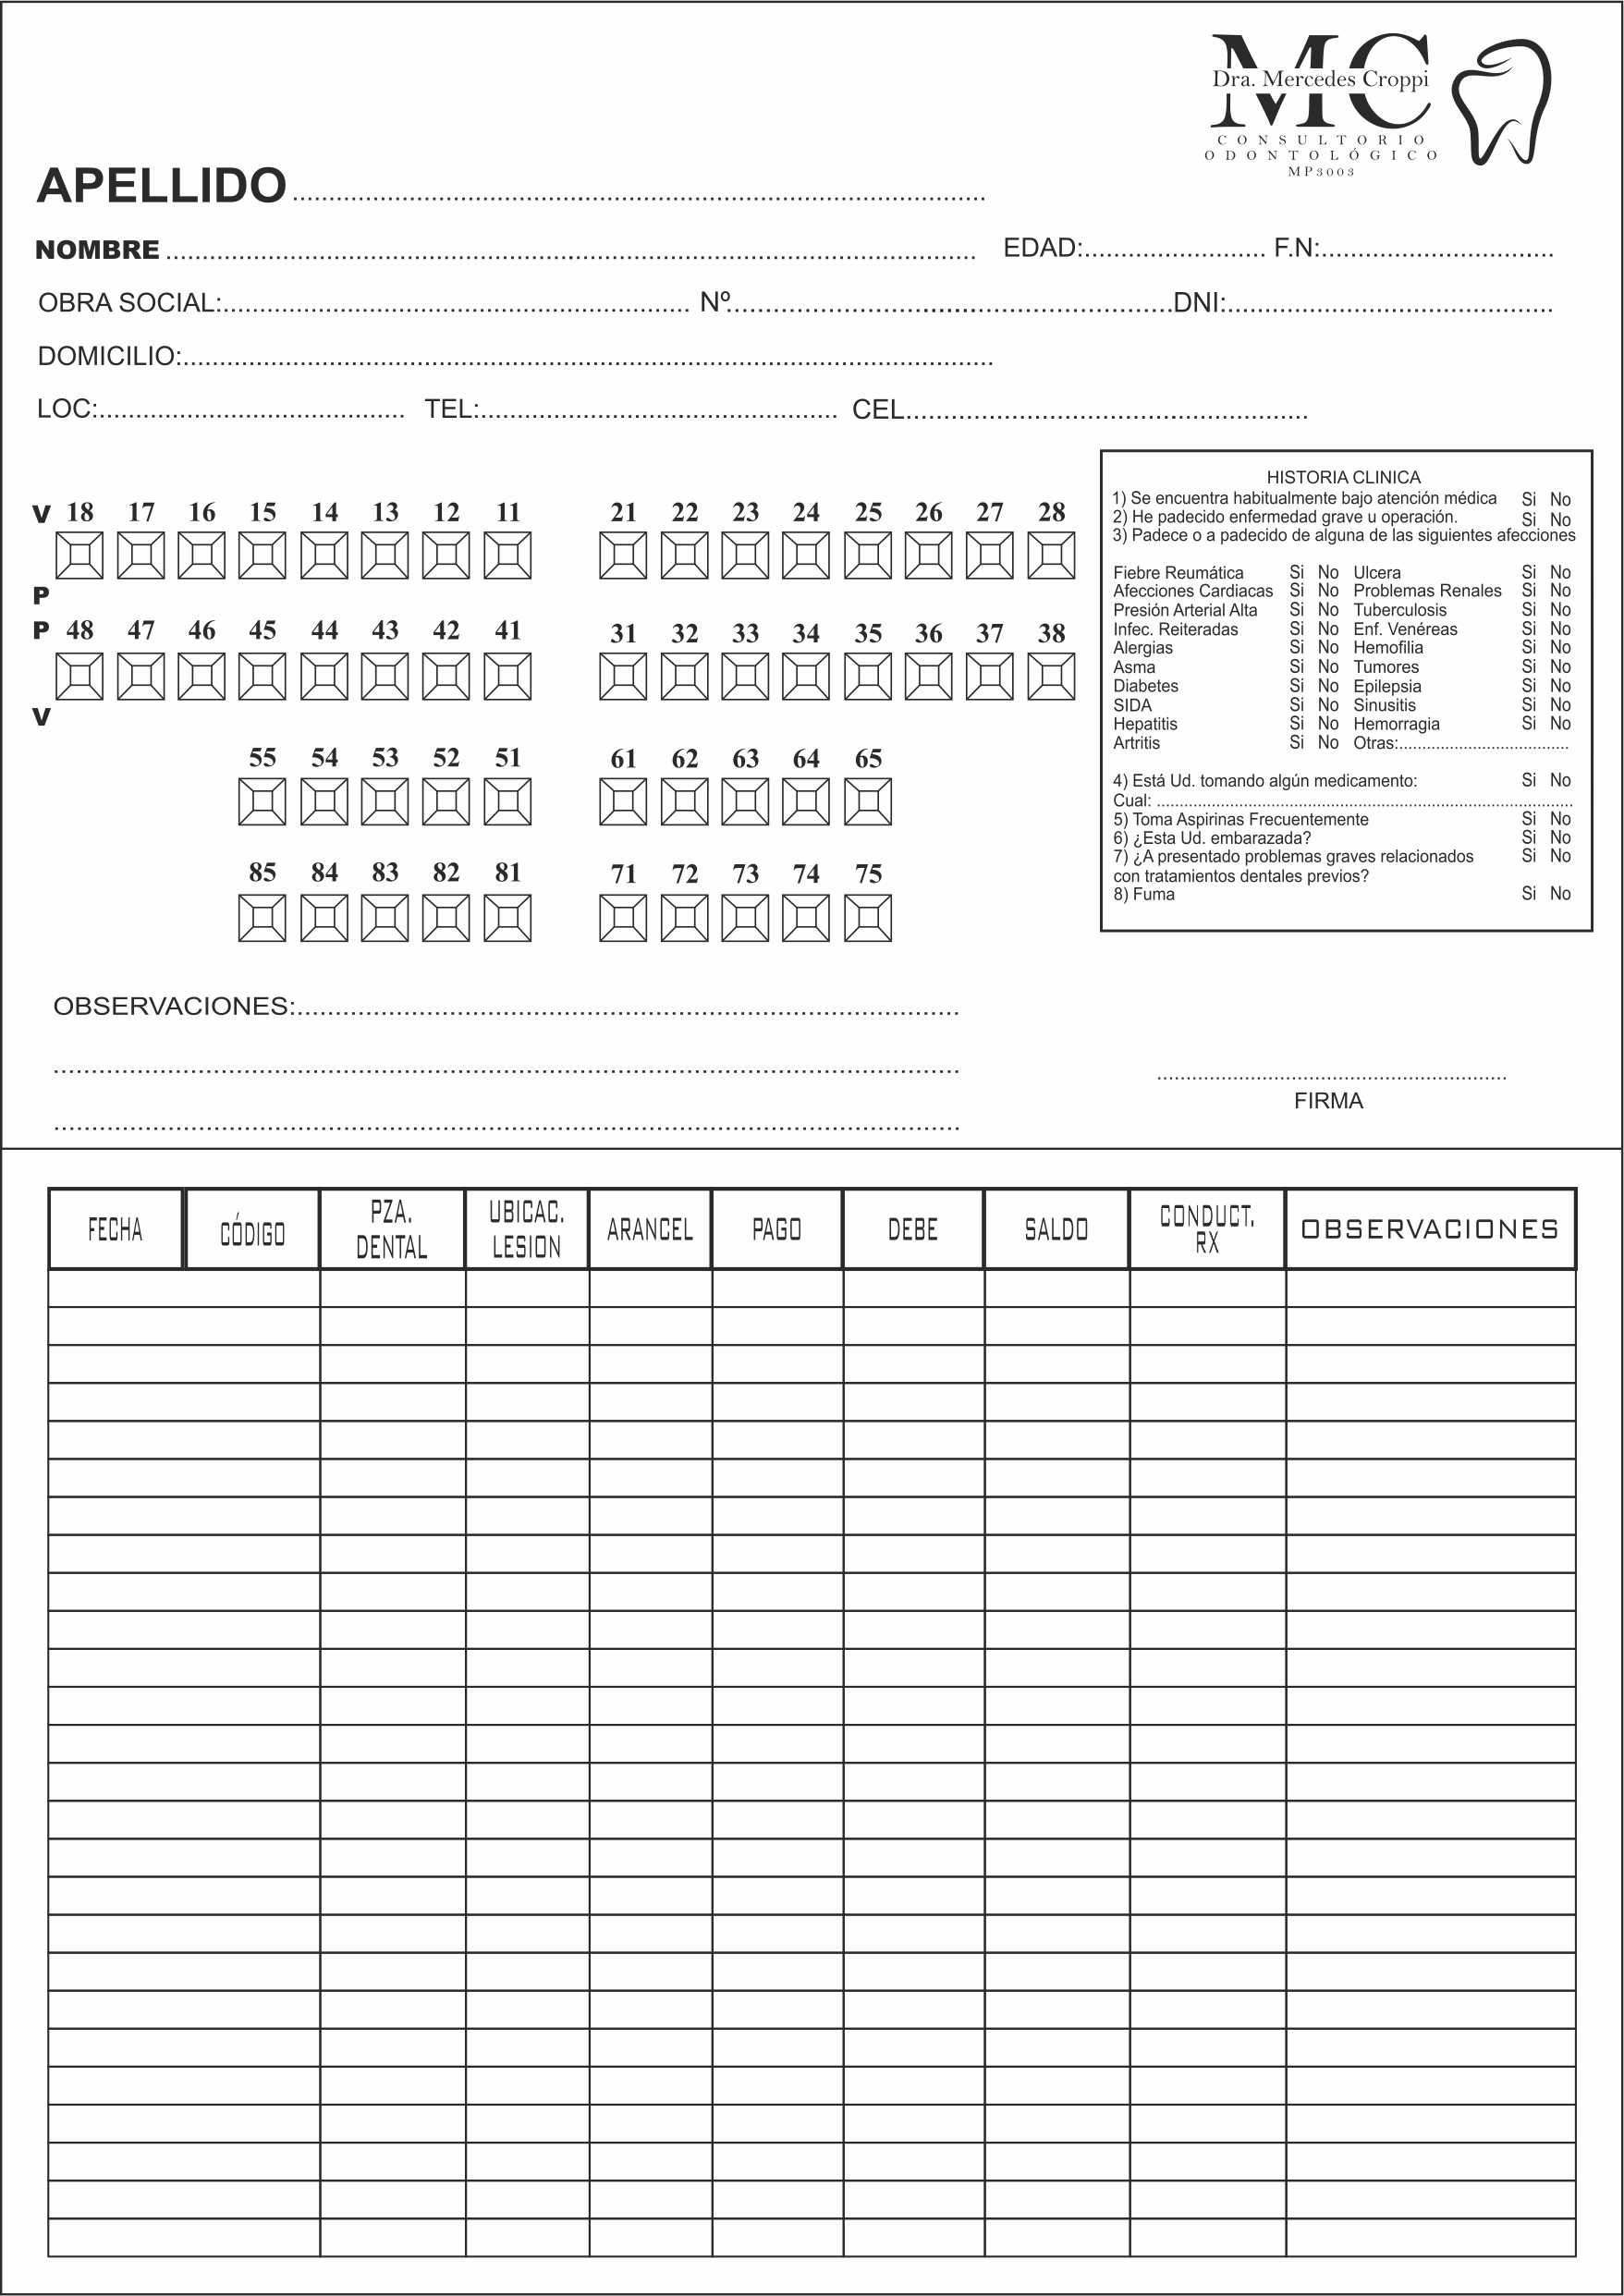 MC
Dra. Mercedes Croppi
CONSULTORIO
ODONTOLÓGICO
MP3003
APELLIDO
NOMBRE EDAD: F.N:
OBRA SOCIAL: Nº DNI:
DOMICILIO:
LOC: TEL: CEL
V 18 17 16 15 14 13 12 11 21 22 23 24 25 26 27 28
P
P 48 47 46 45 44 43 42 41 31 32 33 34 35 36 37 38
V
55 54 53 52 51 61 62 63 64 65
85 84 83 82 81 71 72 73 74 75
HISTORIA CLINICA
1) Se encuentra habitualmente bajo atención médica Si No
2) He padecido enfermedad grave u operación. Si No
3) Padece o a padecido de alguna de las siguientes afecciones
Fiebre Reumática Si No Ulcera Si No
Afecciones Cardiacas Si No Problemas Renales Si No
Presión Arterial Alta Si No Tuberculosis Si No
Infec. Reiteradas Si No Enf. Venéreas Si No
Alergias Si No Hemofilia Si No
Asma Si No Tumores Si No
Diabetes Si No Epilepsia Si No
SIDA Si No Sinusitis Si No
Hepatitis Si No Hemorragia Si No
Artritis Si No Otras:
4) Está Ud. tomando algún medicamento: Si No
Cual:
5) Toma Aspirinas Frecuentemente Si No
6) ¿Esta Ud. embarazada? Si No
7) ¿A presentado problemas graves relacionados Si No
con tratamientos dentales previos?
8) Fuma Si No
OBSERVACIONES:
FIRMA
FECHA CÓDIGO PZA. DENTAL UBICAC. LESION ARANCEL PAGO DEBE SALDO CONDUCT. RX OBSERVACIONES